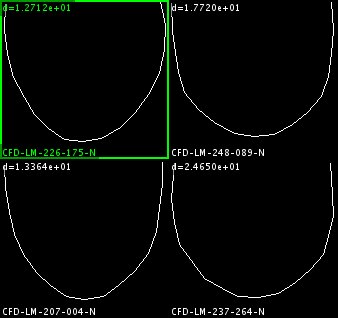 d=1.2712e+01
d=1.7720e+01
CFD-LM-226-175-N
CFD-LM-248-089-N
d=1.3364e+01
d=2.4650e+01
CFD-LM-207-004-N
CFD-LM-237-264-N